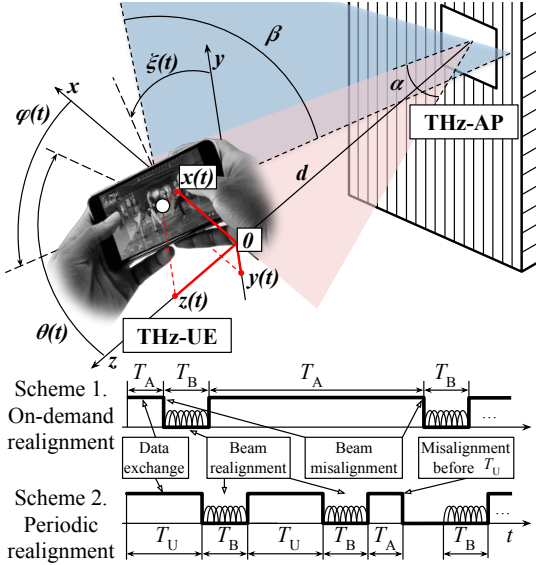 β
ξ(t)
y
x
φ(t)
α
THz-AP
x(t)
d
0
y(t)
z(t)
θ(t)
THz-UE
z
T_A
T_B
T_A
T_B
Scheme 1.
On-demand
realignment
...
Data
exchange
Beam
realignment
Beam
misalignment
Misalignment
before T_U
Scheme 2.
Periodic
realignment
...
T_U
T_B
T_U
T_B
T_A
T_B
t